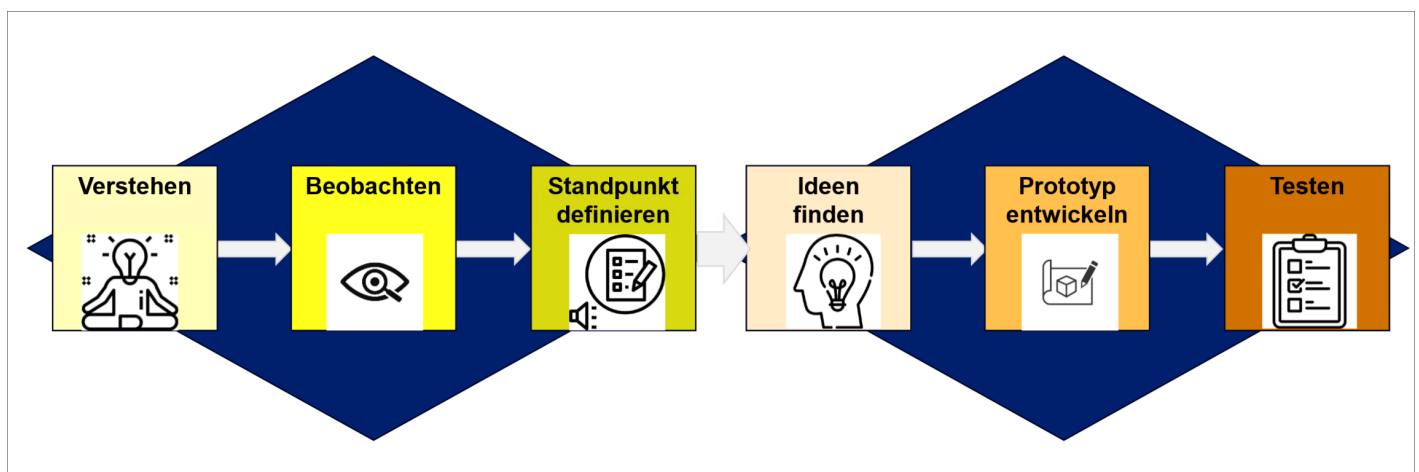 Verstehen
Beobachten
Standpunkt
definieren
Ideen
finden
Prototyp
entwickeln
Testen